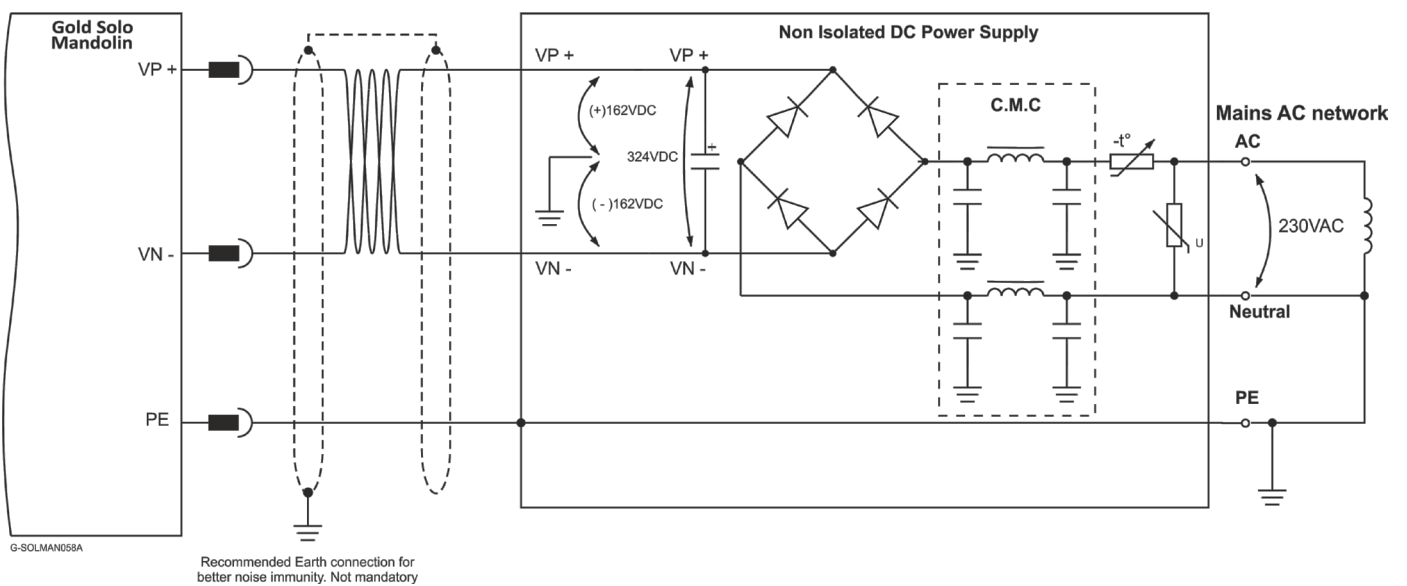 Gold Solo
Mandolin
VP +
VN -
PE
G-SOLMAN058A
Recommended Earth connection for
better noise immunity. Not mandatory
Non Isolated DC Power Supply
VP +
VP +
(+)162VDC
324VDC
+
(-)162VDC
VN -
VN -
C.M.C
-t°
U
Mains AC network
AC
230VAC
Neutral
PE